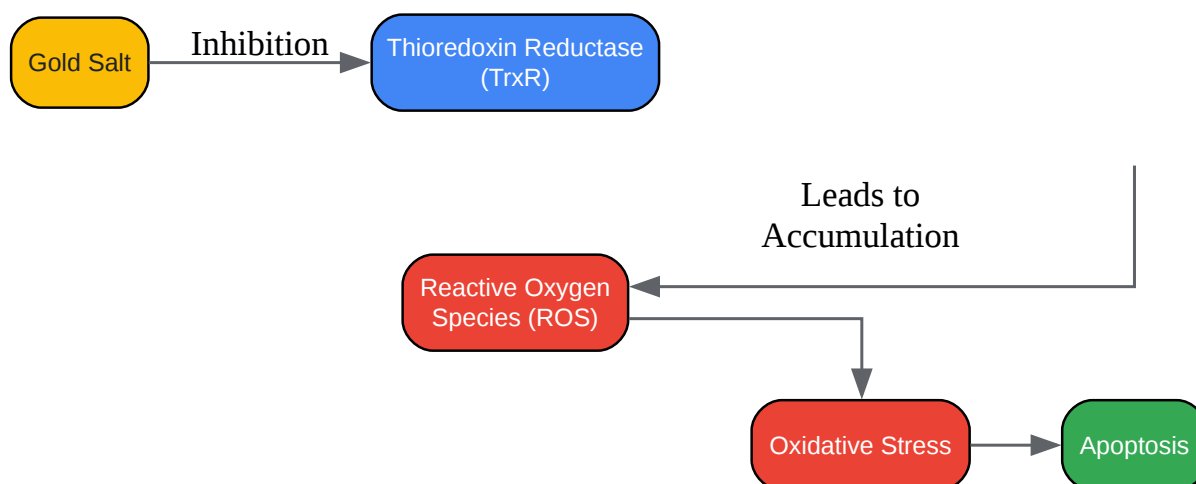 Gold Salt
Inhibition
Thioredoxin Reductase
(TrxR)
Leads to
Accumulation
Reactive Oxygen
Species (ROS)
Oxidative Stress
Apoptosis